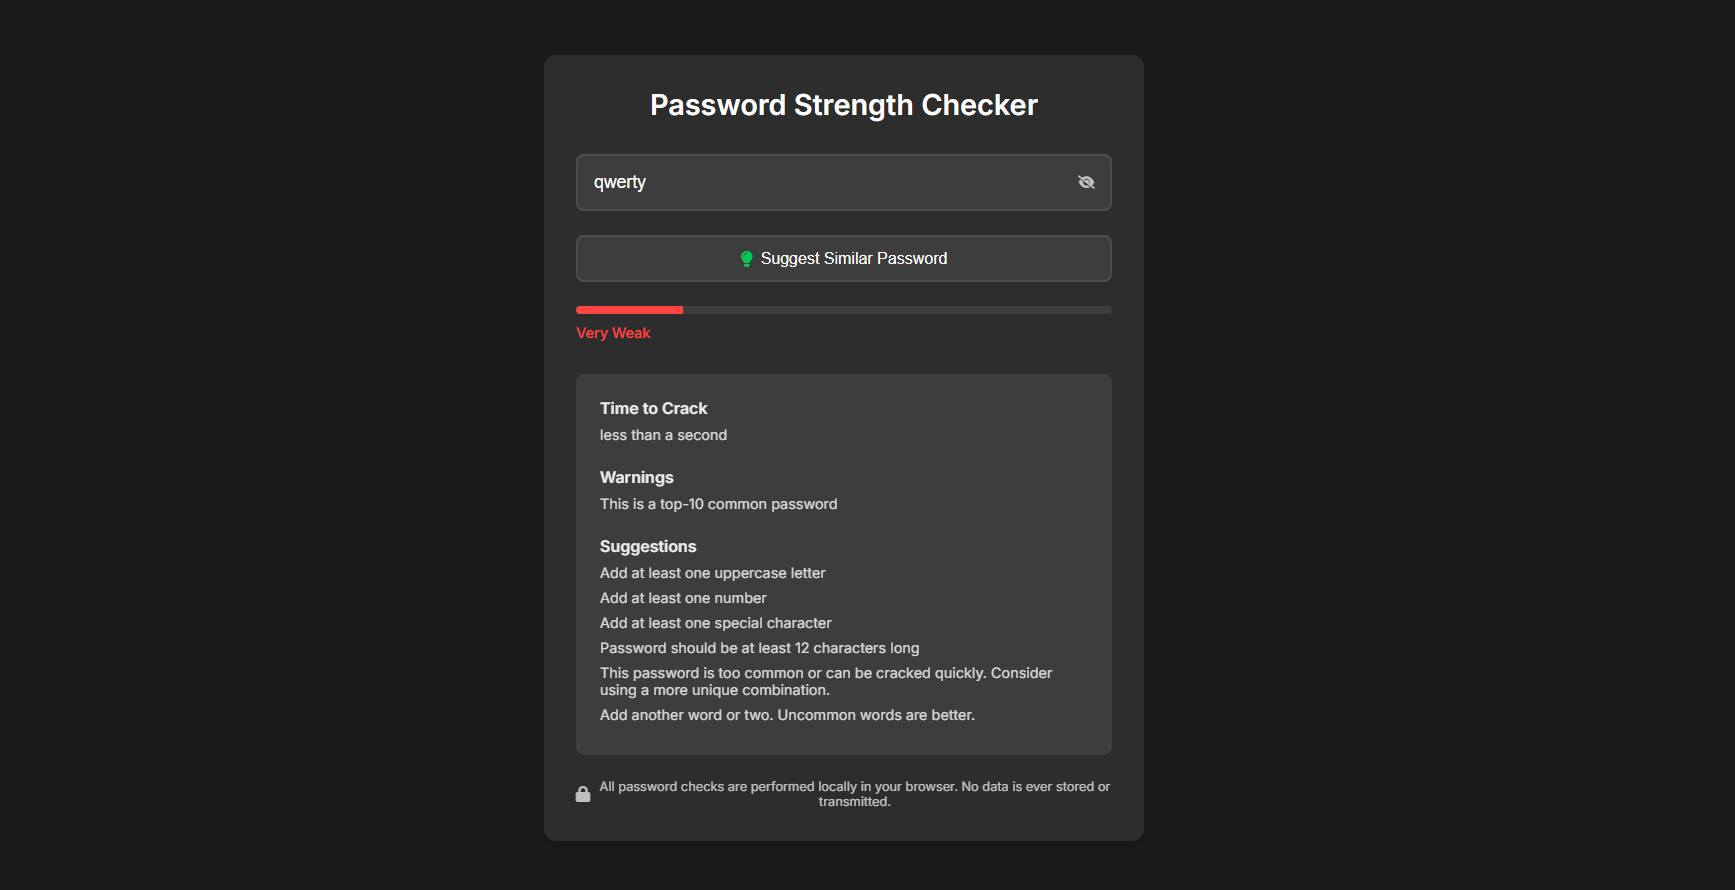 Password Strength Checker
qwerty
Suggest Similar Password
Very Weak
Time to Crack
less than a second
Warnings
This is a top-10 common password
Suggestions
Add at least one uppercase letter
Add at least one number
Add at least one special character
Password should be at least 12 characters long
This password is too common or can be cracked quickly. Consider
using a more unique combination.
Add another word or two. Uncommon words are better.
All password checks are performed locally in your browser. No data is ever stored or
transmitted.